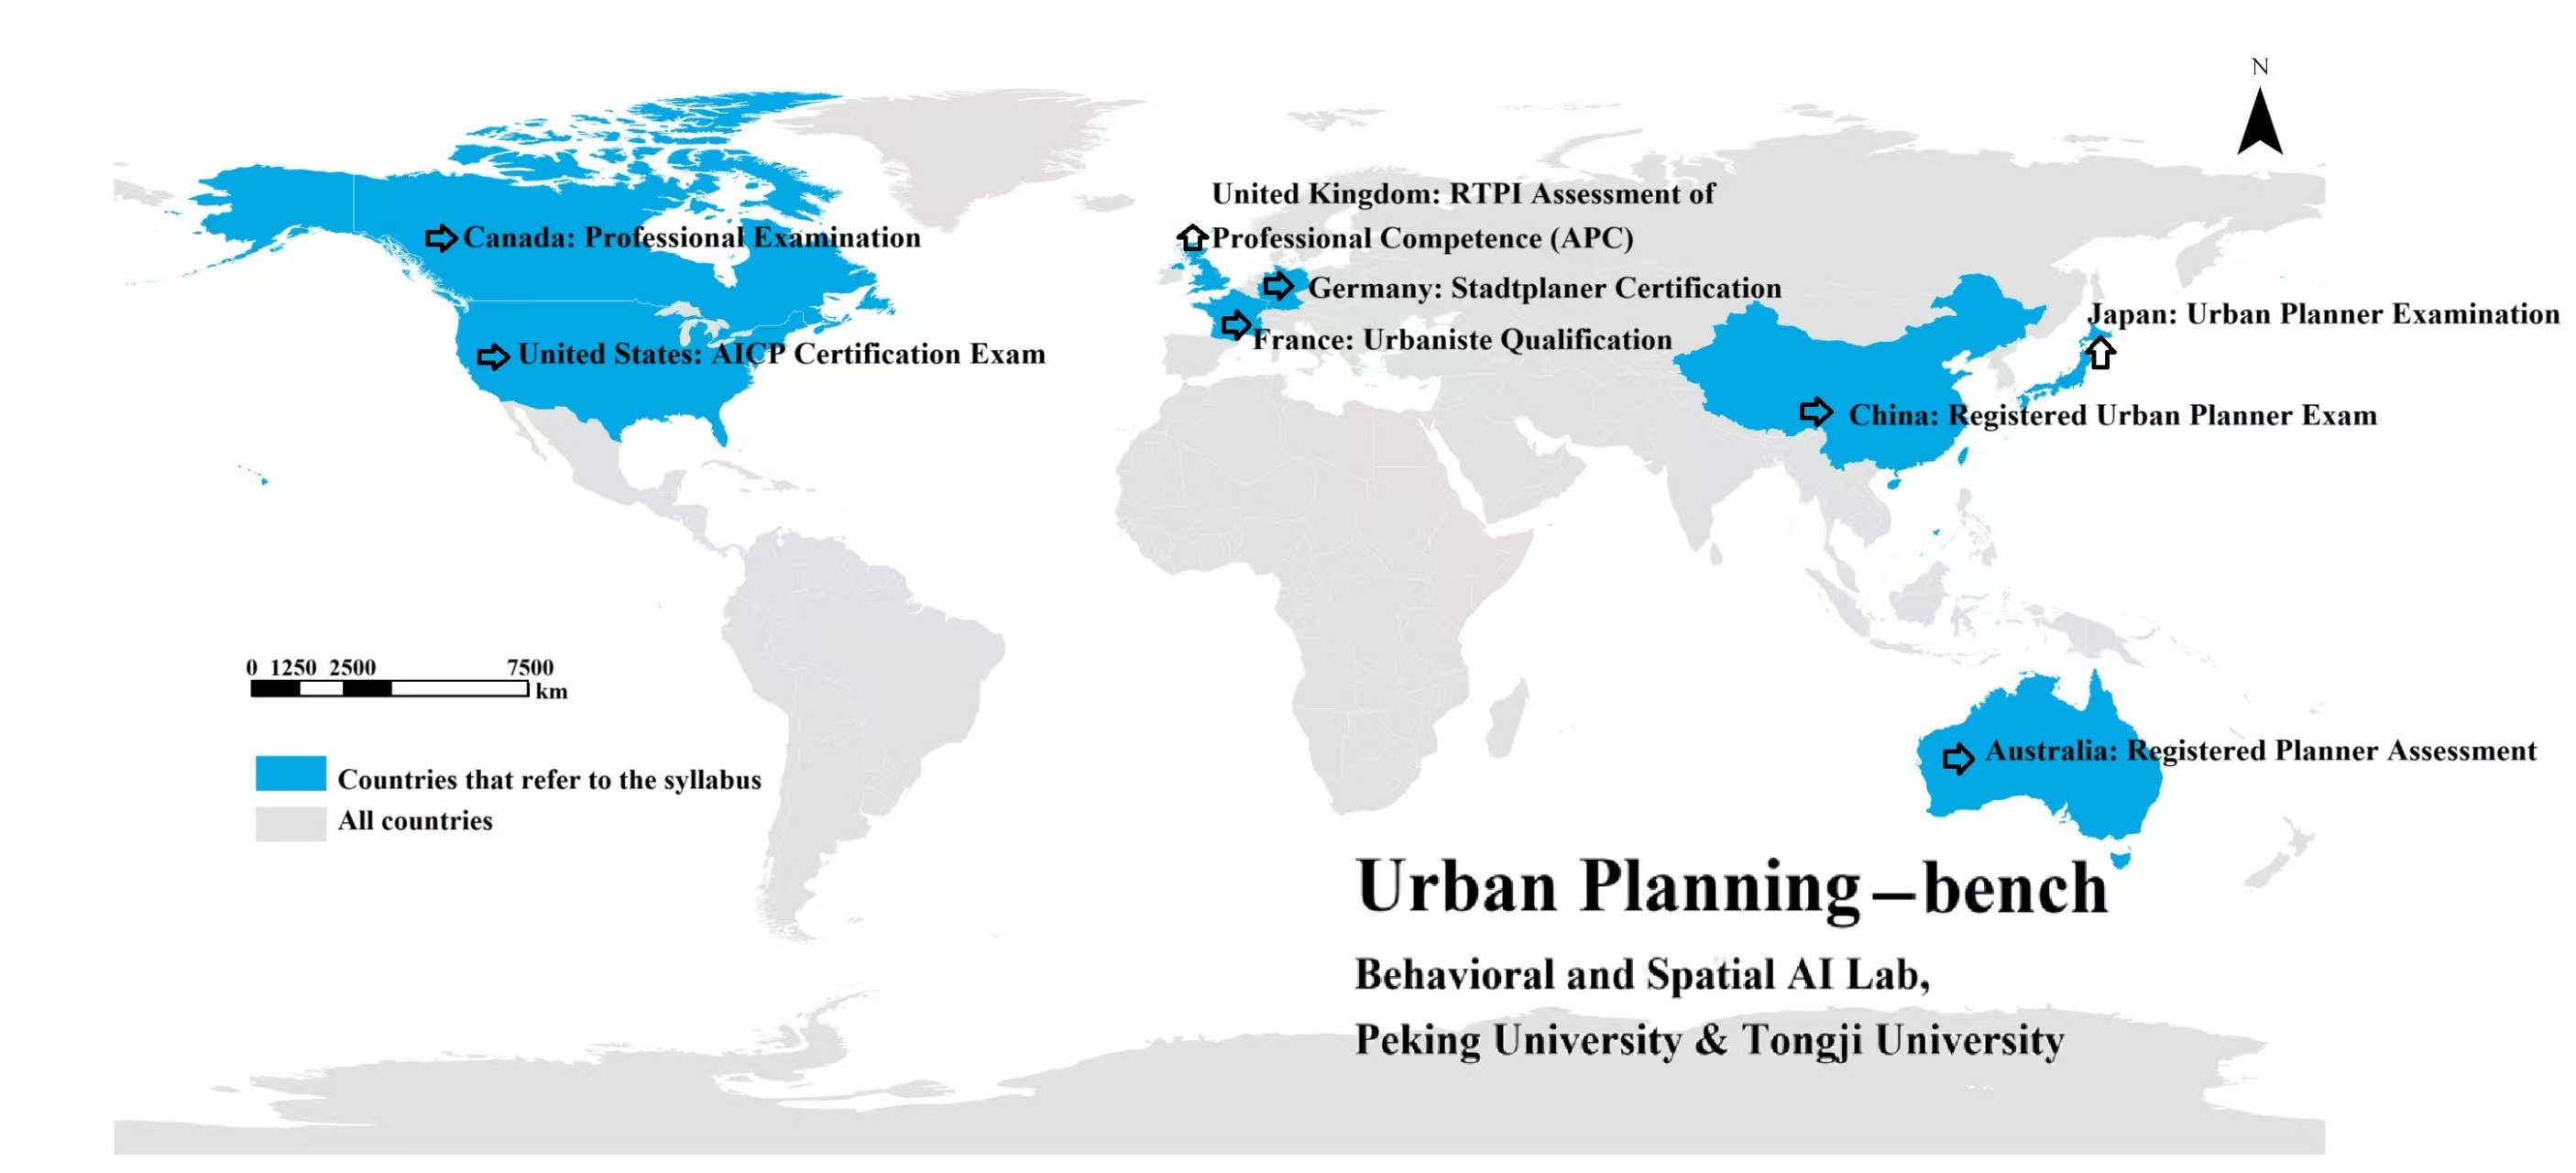 N
United Kingdom: RTPI Assessment of
Professional Competence (APC)
Canada: Professional Examination
Germany: Stadtplaner Certification
Japan: Urban Planner Examination
France: Urbaniste Qualification
United States: AICP Certification Exam
China: Registered Urban Planner Exam
0 1250 2500 7500
km
Australia: Registered Planner Assessment
Countries that refer to the syllabus
All countries
Urban Planning–bench
Behavioral and Spatial AI Lab,
Peking University & Tongji University